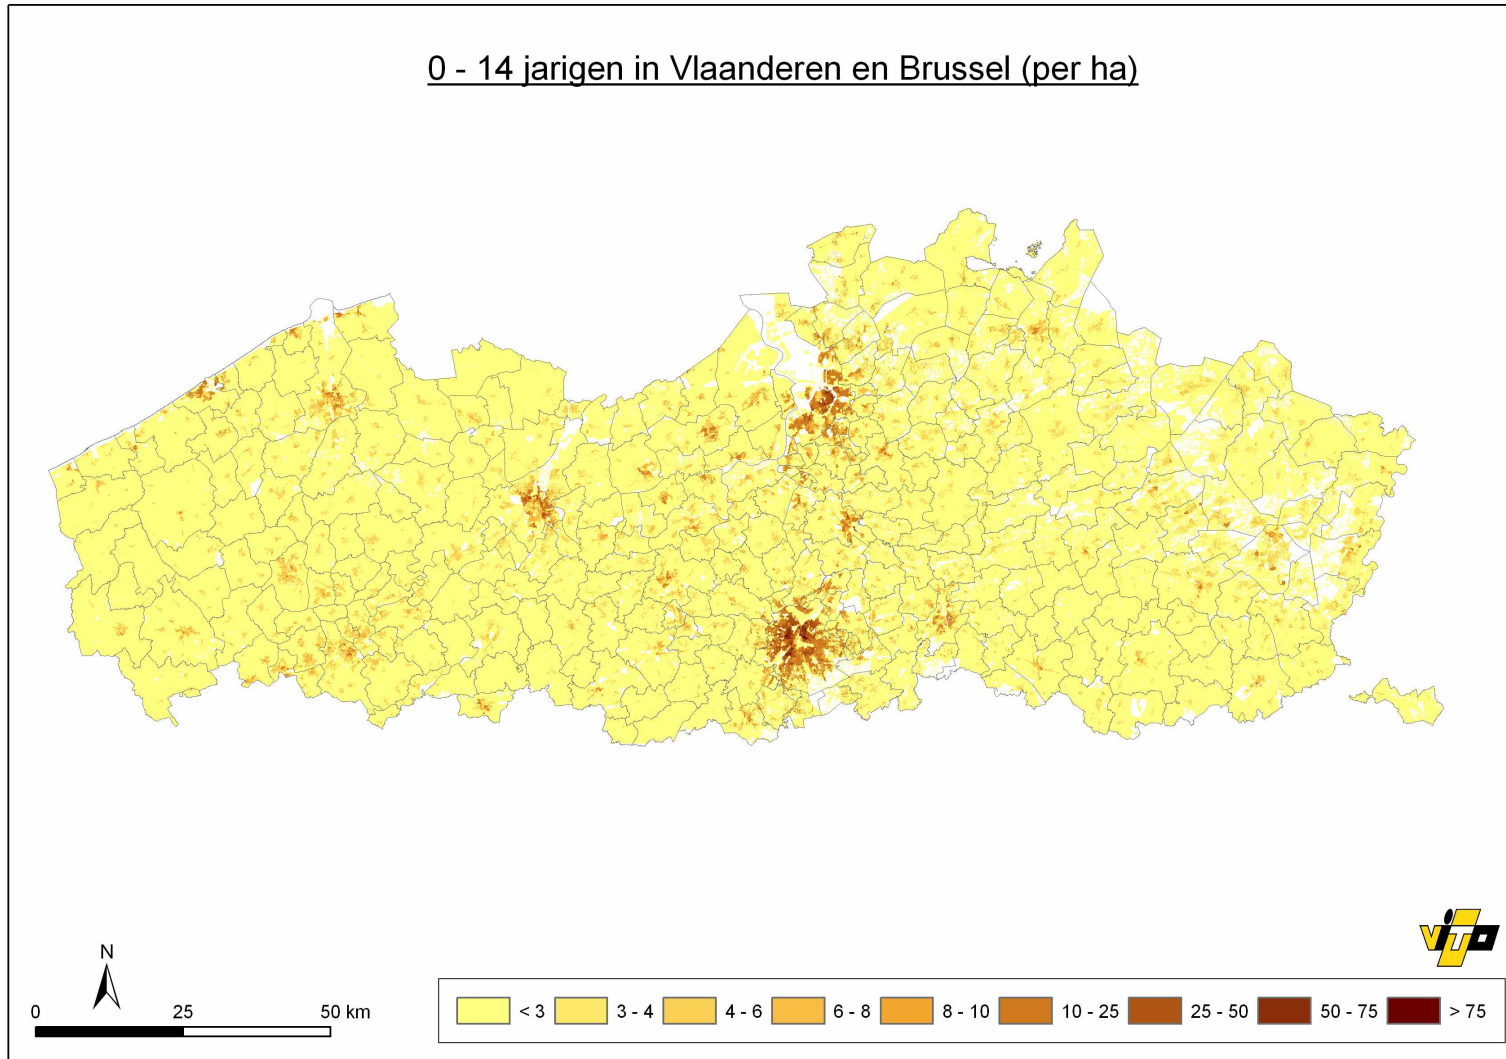 0 - 14 jarigen in Vlaanderen en Brussel (per ha)
N
0 25 50 km
< 3 3 - 4 4 - 6 6 - 8 8 - 10 10 - 25 25 - 50 50 - 75 > 75
vito